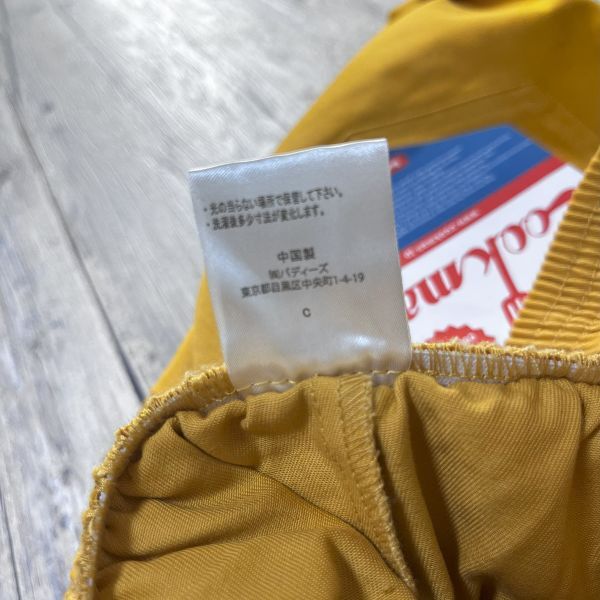 ・光の当らない場所で保管して下さい。
・洗濯後多少寸法が変化します。
中国製
㈱バディーズ
東京都目黒区中央町1-4-19
C
Cookma